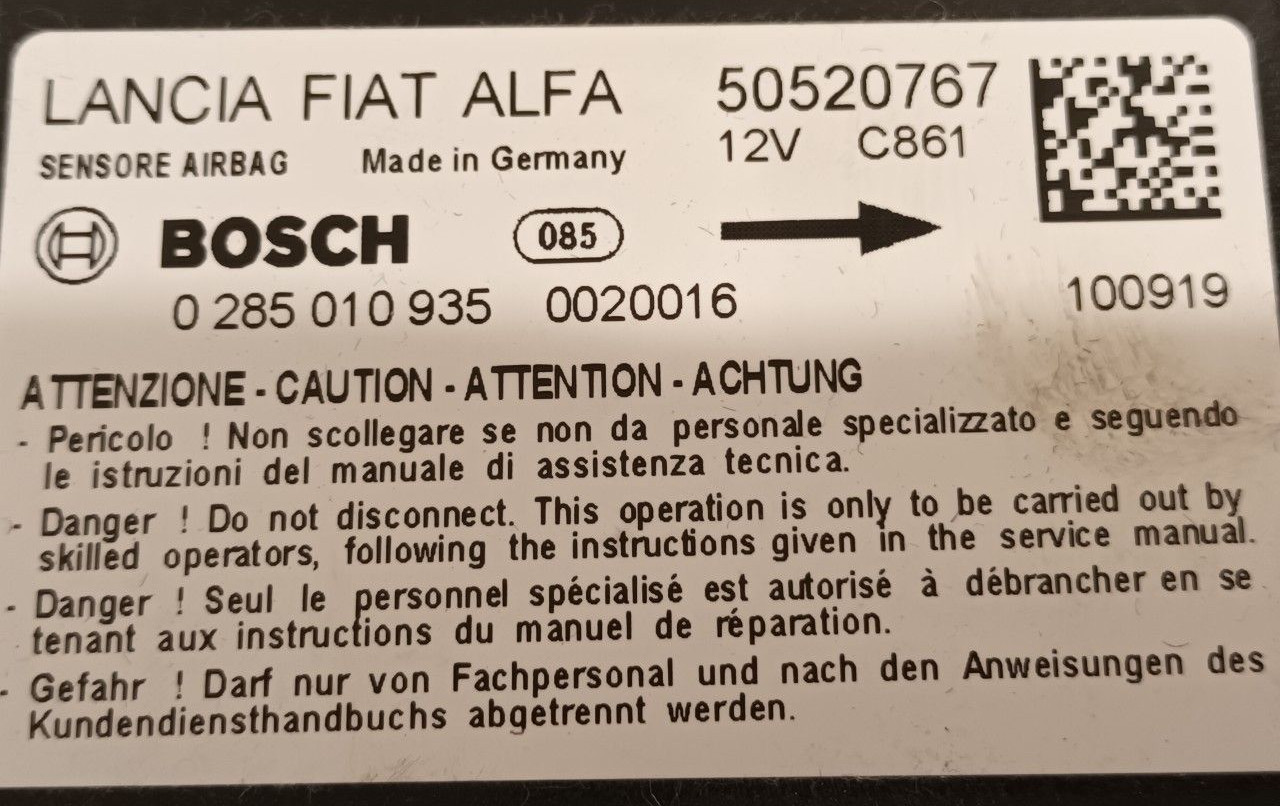 LANCIA FIAT ALFA 50520767
SENSORE AIRBAG Made in Germany 12V C861
BOSCH 085
0 285 010 935 0020016 100919
ATTENZIONE - CAUTION - ATTENTION - ACHTUNG
- Pericolo ! Non scollegare se non da personale specializzato e seguendo
le istruzioni del manuale di assistenza tecnica.
- Danger ! Do not disconnect. This operation is only to be carried out by
skilled operators, following the instructions given in the service manual.
- Danger ! Seul le personnel spécialisé est autorisé à débrancher en se
tenant aux instructions du manuel de réparation.
- Gefahr ! Darf nur von Fachpersonal und nach den Anweisungen des
Kundendiensthandbuchs abgetrennt werden.